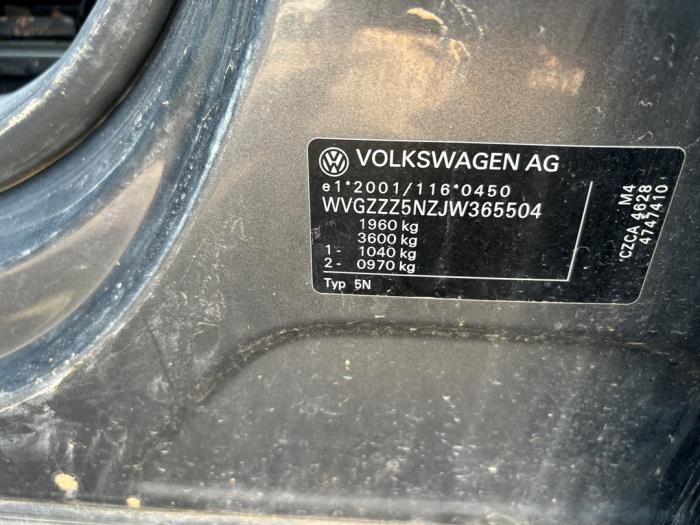 VOLKSWAGEN AG
e1*2001/116*0450
WVGZZZ5NZJW365504
1960 kg
3600 kg
1- 1040 kg
2- 0970 kg
Typ 5N
M4
CZCA 4628
4747410